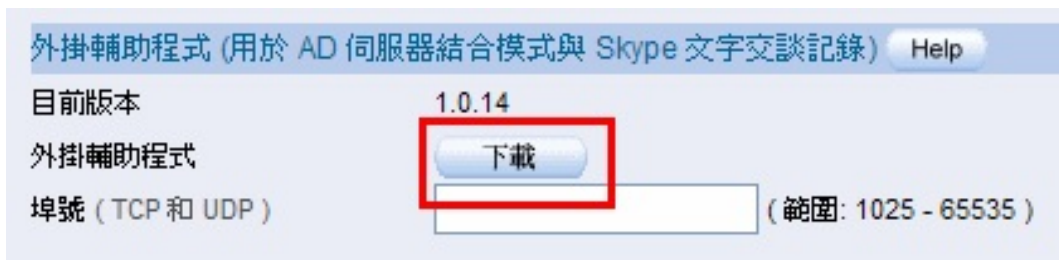 外掛輔助程式 (用於 AD 伺服器結合模式與 Skype 文字交談記錄) Help
目前版本 1.0.14
外掛輔助程式 下載
埠號 ( TCP 和 UDP ) ( 範圍: 1025 - 65535 )